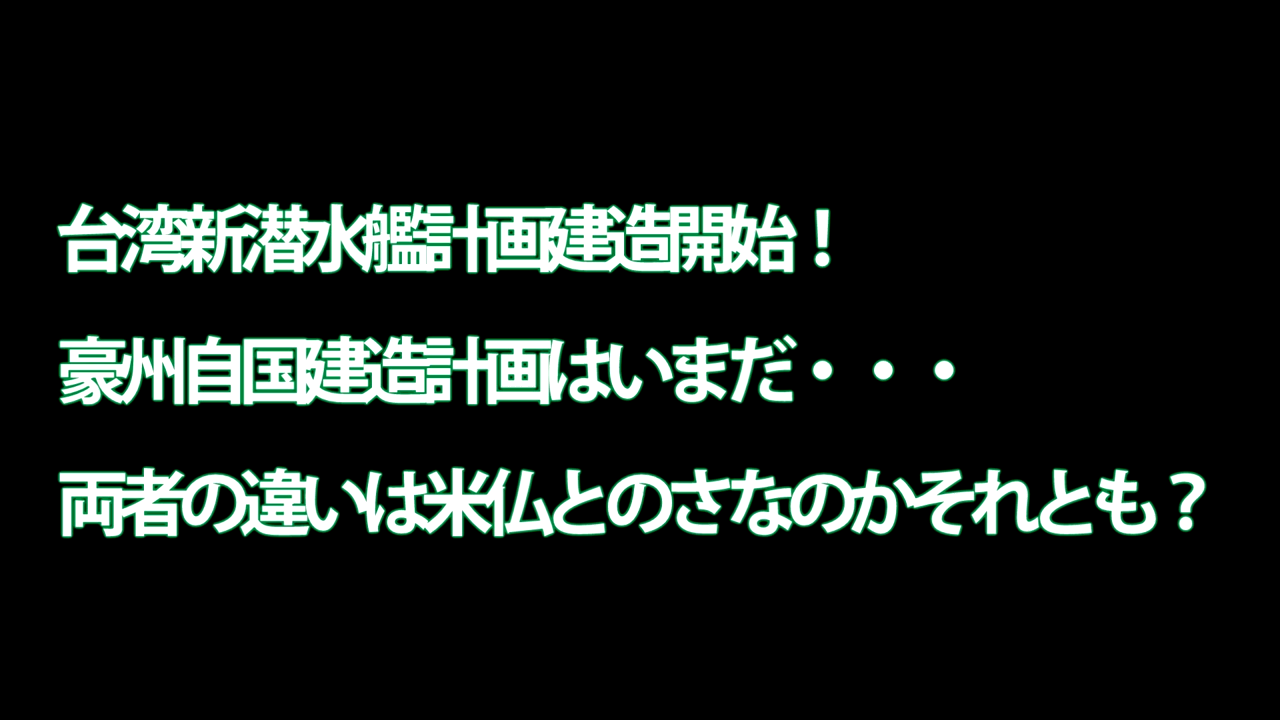 台湾新潜水艦計画建造開始！
豪州自国建造計画はいまだ・・・
両者の違いは米仏とのさなのかそれとも？